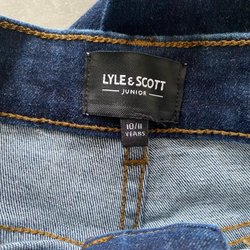 LYLE & SCOTT
JUNIOR
10/11
YEARS